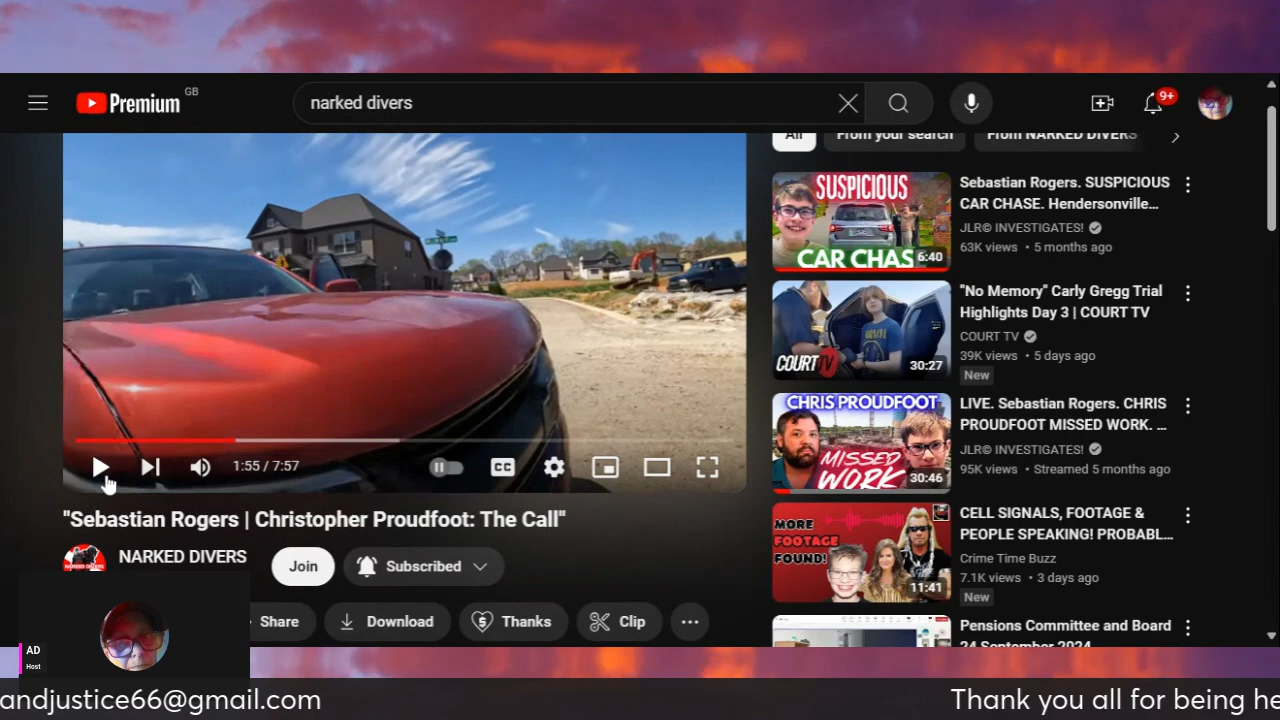 Premium
GB
narked divers
9+
All
From your search
From NARKED DIVERS
SUSPICIOUS
CAR CHAS
6:40
Sebastian Rogers. SUSPICIOUS
CAR CHASE. Hendersonville...
JLR© INVESTIGATES!
63K views • 5 months ago
COURT TV
30:27
"No Memory" Carly Gregg Trial
Highlights Day 3 | COURT TV
COURT TV
39K views • 5 days ago
New
CHRIS PROUDFOOT
MISSED
WORK
30:46
LIVE. Sebastian Rogers. CHRIS
PROUDFOOT MISSED WORK. ...
JLR© INVESTIGATES!
95K views • Streamed 5 months ago
1:55 / 7:57
CC
"Sebastian Rogers | Christopher Proudfoot: The Call"
MORE
FOOTAGE
FOUND!
11:41
CELL SIGNALS, FOOTAGE &
PEOPLE SPEAKING! PROBABL...
Crime Time Buzz
7.1K views • 3 days ago
New
NARKED DIVERS
Join
Subscribed
Share
Download
Thanks
Clip
Pensions Committee and Board
24 September 2024
AD
Host
andjustice66@gmail.com
Thank you all for being he